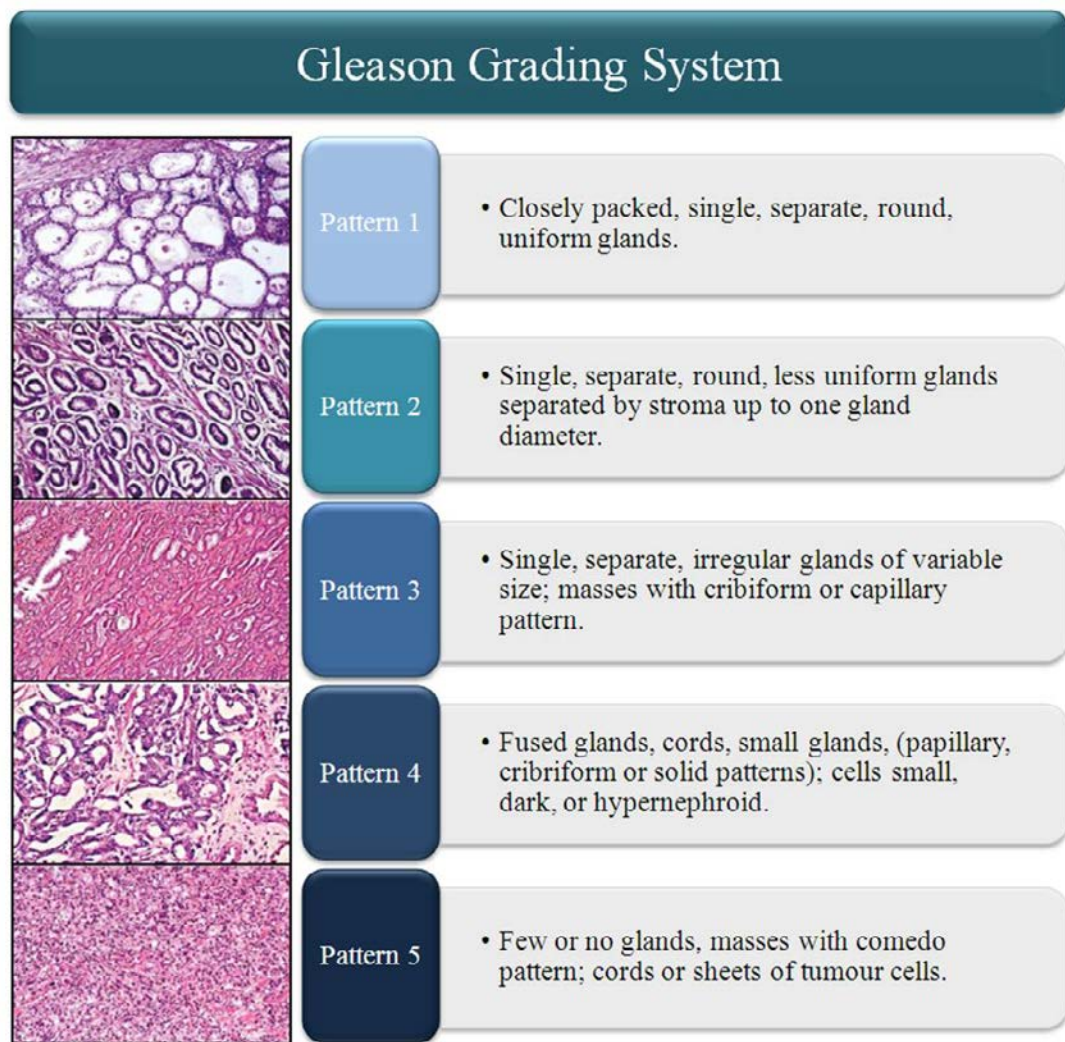 Gleason Grading System
Pattern 1
• Closely packed, single, separate, round,
uniform glands.
Pattern 2
• Single, separate, round, less uniform glands
separated by stroma up to one gland
diameter.
Pattern 3
• Single, separate, irregular glands of variable
size; masses with cribiform or capillary
pattern.
Pattern 4
• Fused glands, cords, small glands, (papillary,
cribriform or solid patterns); cells small,
dark, or hypernephroid.
Pattern 5
• Few or no glands, masses with comedo
pattern; cords or sheets of tumour cells.